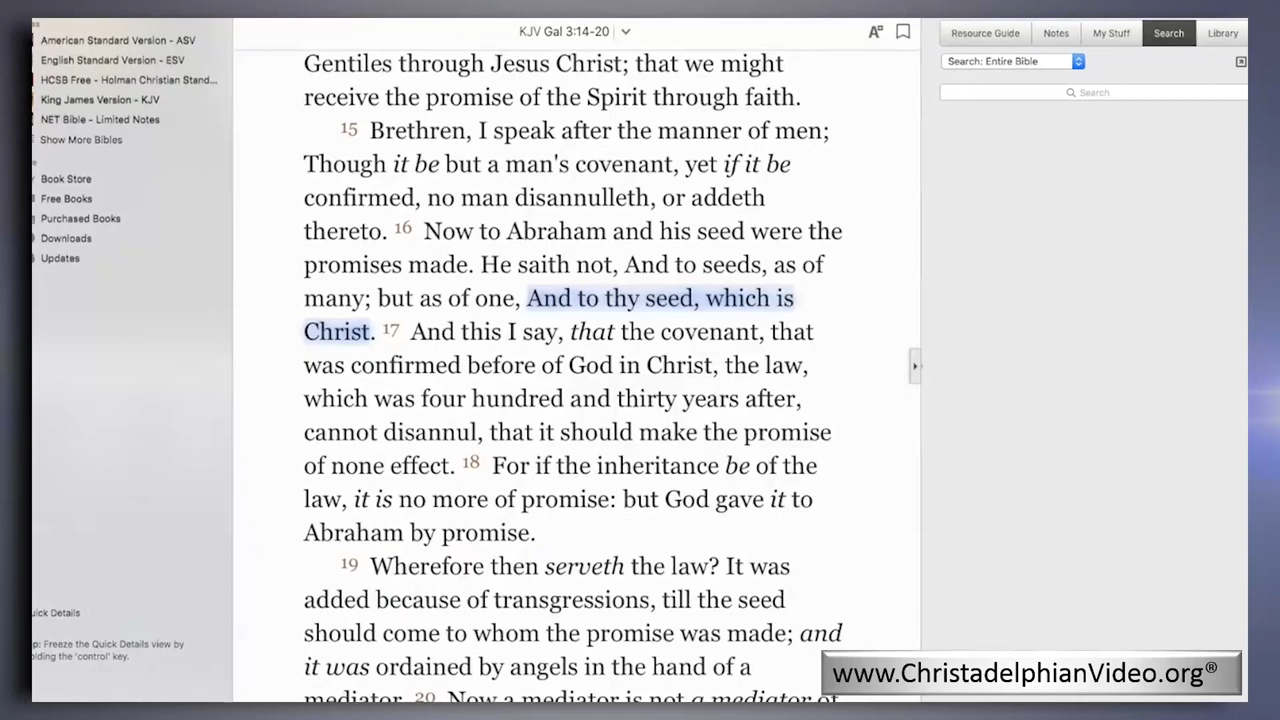 American Standard Version - ASV
English Standard Version - ESV
HCSB Free - Holman Christian Stand...
King James Version - KJV
NET Bible - Limited Notes
Show More Bibles
Book Store
Free Books
Purchased Books
Downloads
Updates
uick Details
p: Freeze the Quick Details view by
olding the 'control' key.
KJV Gal 3:14-20
Gentiles through Jesus Christ; that we might
receive the promise of the Spirit through faith.
15 Brethren, I speak after the manner of men;
Though it be but a man's covenant, yet if it be
confirmed, no man disannulleth, or addeth
thereto. 16 Now to Abraham and his seed were the
promises made. He saith not, And to seeds, as of
many; but as of one, And to thy seed, which is
Christ. 17 And this I say, that the covenant, that
was confirmed before of God in Christ, the law,
which was four hundred and thirty years after,
cannot disannul, that it should make the promise
of none effect. 18 For if the inheritance be of the
law, it is no more of promise: but God gave it to
Abraham by promise.
19 Wherefore then serveth the law? It was
added because of transgressions, till the seed
should come to whom the promise was made; and
it was ordained by angels in the hand of a
mediator. 20 Now a mediator is not a mediator of
Resource Guide Notes My Stuff Search Library
Search: Entire Bible
Search
www.ChristadelphianVideo.org®